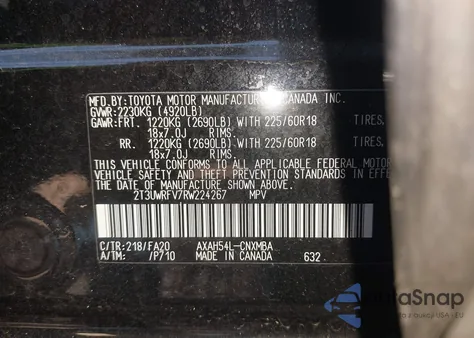 MFD.BY:TOYOTA MOTOR MANUFACTURING CANADA INC.
GVWR:2230KG (4920LB)
GAWR:FRT. 1220KG (2690LB) WITH 225/60R18 TIRES,
18x7.0J RIMS,
RR. 1220KG (2690LB) WITH 225/60R18 TIRES,
18x7.0J RIMS,
THIS VEHICLE CONFORMS TO ALL APPLICABLE FEDERAL MOTOR
VEHICLE SAFETY AND THEFT PREVENTION STANDARDS IN EFFECT
THE DATE OF MANUFACTURE SHOWN ABOVE.
2T3UWRFV7RW224267 MPV
C/TR:218/FA20 AXAH54L-CNXMBA
A/TM: /P710 MADE IN CANADA 632